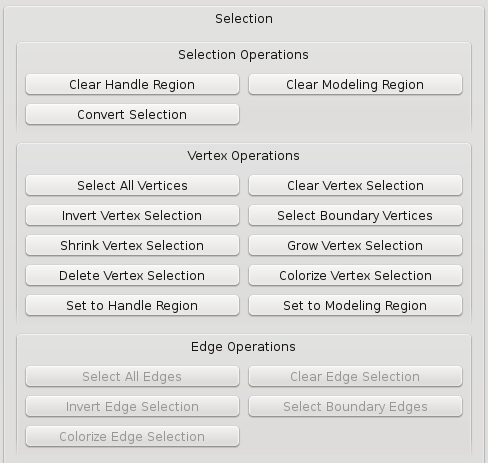 Selection
Selection Operations
Clear Handle Region Clear Modeling Region
Convert Selection
Vertex Operations
Select All Vertices Clear Vertex Selection
Invert Vertex Selection Select Boundary Vertices
Shrink Vertex Selection Grow Vertex Selection
Delete Vertex Selection Colorize Vertex Selection
Set to Handle Region Set to Modeling Region
Edge Operations
Select All Edges Clear Edge Selection
Invert Edge Selection Select Boundary Edges
Colorize Edge Selection